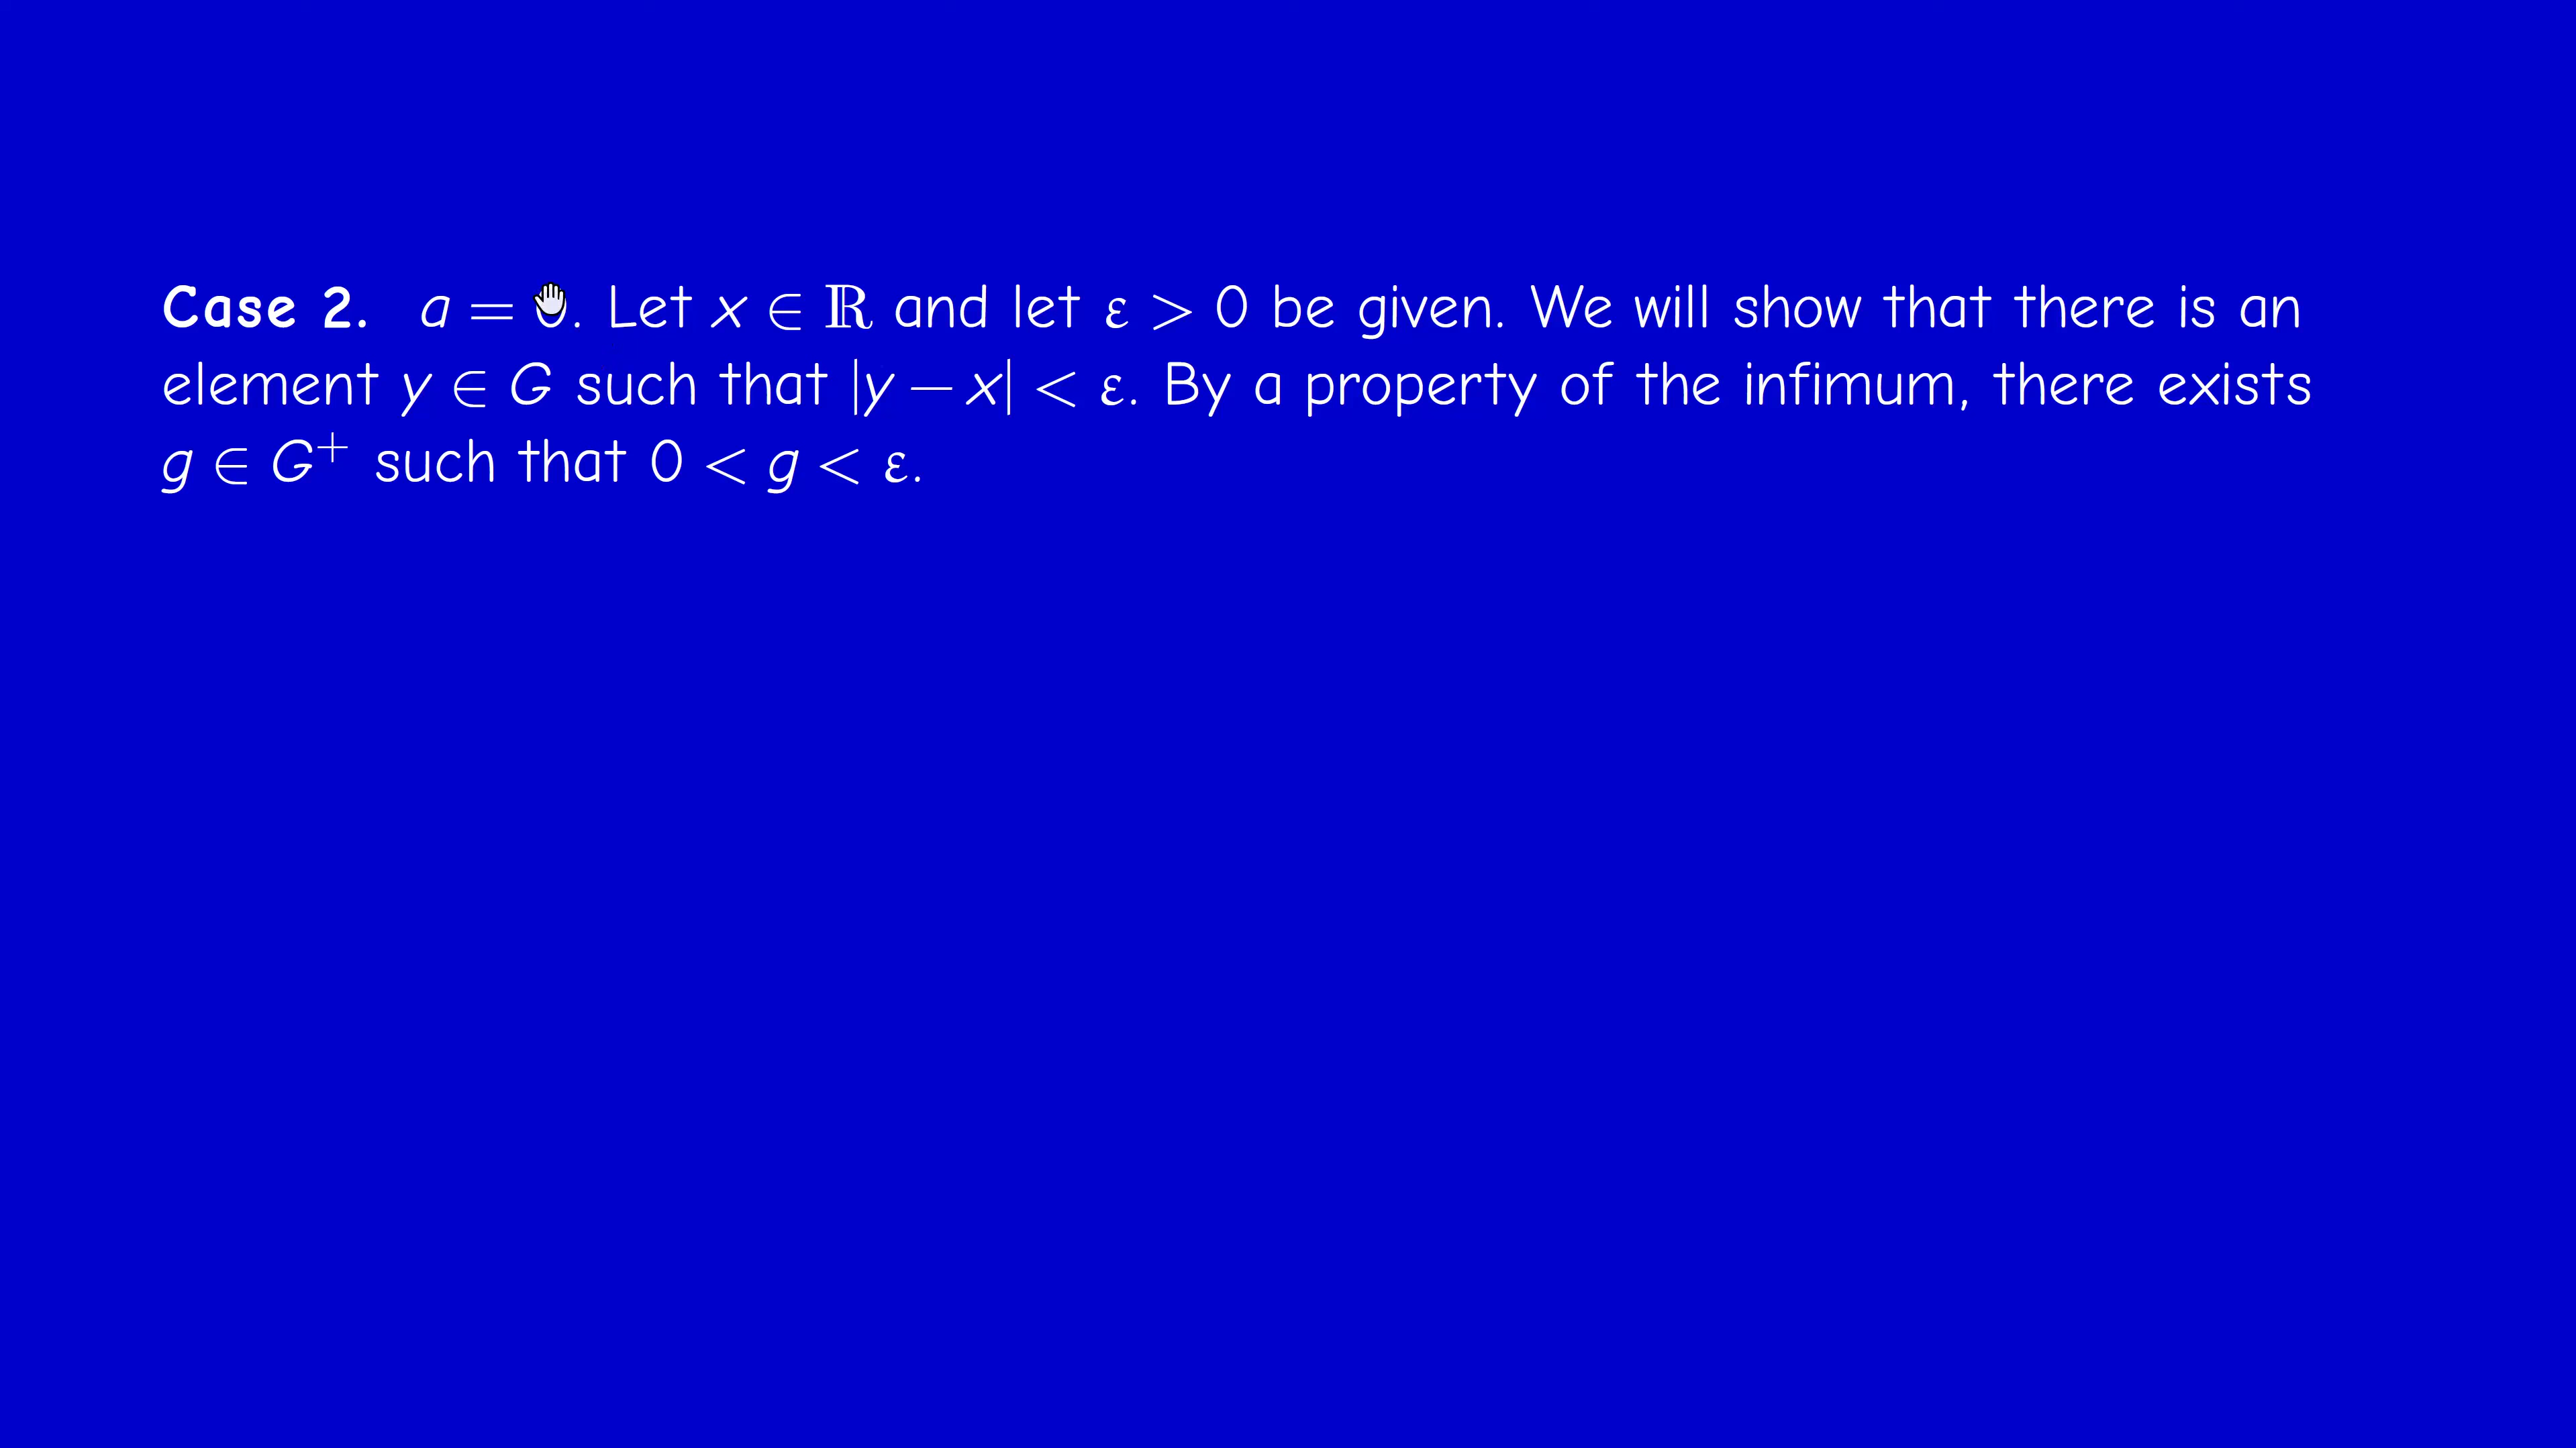 Case 2. a = 0. Let x ∈ ℝ and let ε > 0 be given. We will show that there is an
element y ∈ G such that |y − x| < ε. By a property of the infimum, there exists
g ∈ G⁺ such that 0 < g < ε.